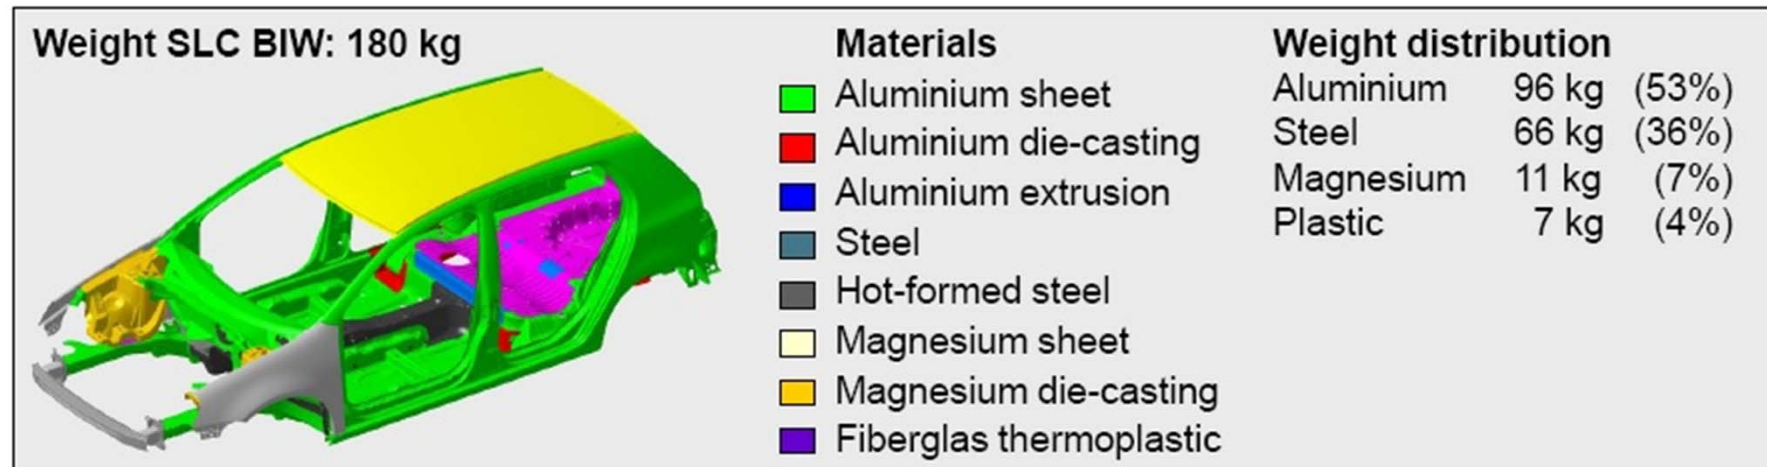 Weight SLC BIW: 180 kg
Materials
Aluminium sheet
Aluminium die-casting
Aluminium extrusion
Steel
Hot-formed steel
Magnesium sheet
Magnesium die-casting
Fiberglas thermoplastic
Weight distribution
Aluminium 96 kg (53%)
Steel 66 kg (36%)
Magnesium 11 kg (7%)
Plastic 7 kg (4%)